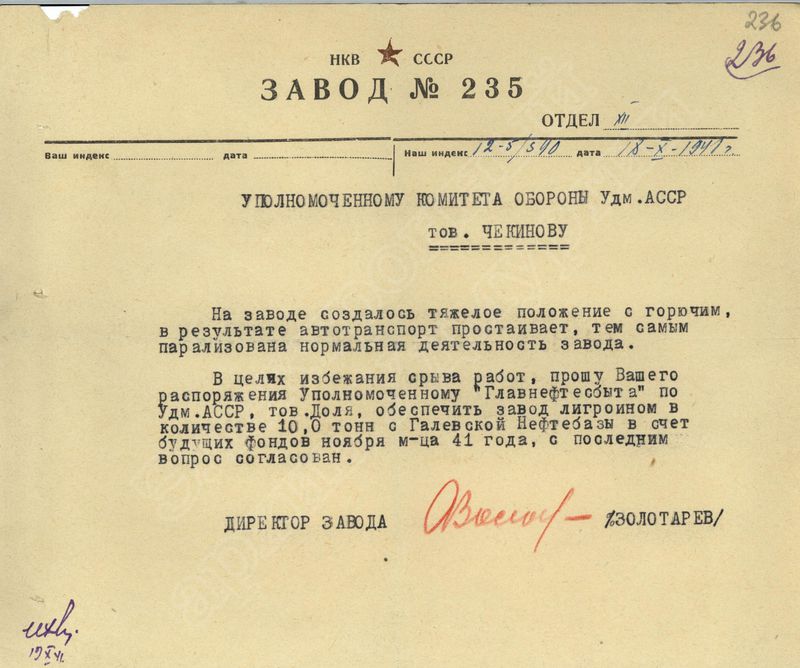 236
236
НКВ СССР
ЗАВОД № 235
ОТДЕЛ XII
Ваш индекс дата Наш индекс 12-5/590 дата 18-X-1941 г.
УПОЛНОМОЧЕННОМУ КОМИТЕТА ОБОРОНЫ Удм.АССР
тов. ЧЕКИНОВУ
На заводе создалось тяжелое положение с горючим,
в результате автотранспорт простаивает, тем самым
парализована нормальная деятельность завода.
В целях избежания срыва работ, прошу Вашего
распоряжения Уполномоченному "Главнефтесбыта" по
Удм.АССР, тов.Доля, обеспечить завод лигроином в
количестве 10,0 тонн с Галевской Нефтебазы в счет
будущих фондов ноября м-ца 41 года, с последним
вопрос согласован.
ДИРЕКТОР ЗАВОДА /ЗОЛОТАРЕВ/
19 X 41.